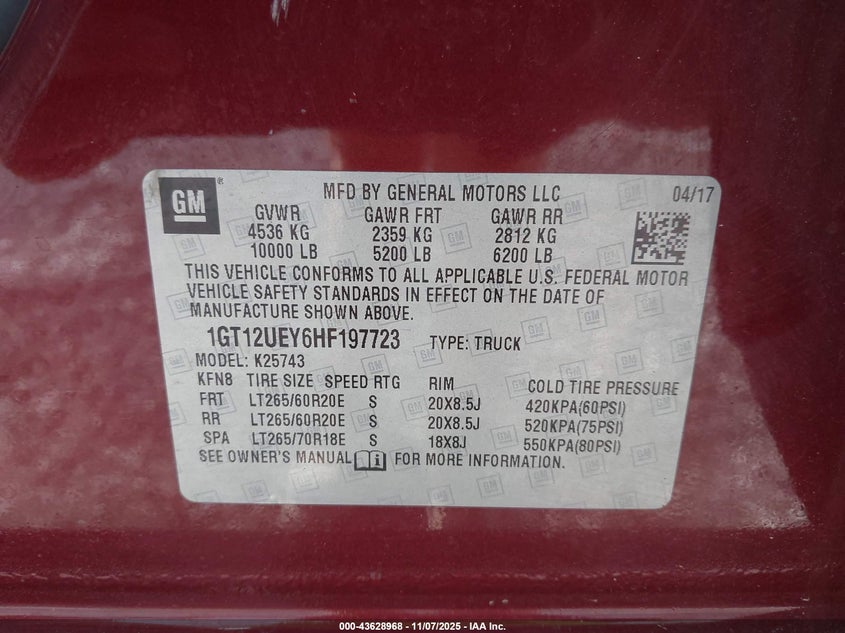 GM
MFD BY GENERAL MOTORS LLC 04/17
GVWR GAWR FRT GAWR RR
4536 KG 2359 KG 2812 KG
10000 LB 5200 LB 6200 LB
THIS VEHICLE CONFORMS TO ALL APPLICABLE U.S. FEDERAL MOTOR
VEHICLE SAFETY STANDARDS IN EFFECT ON THE DATE OF
MANUFACTURE SHOWN ABOVE.
1GT12UEY6HF197723 TYPE: TRUCK
MODEL: K25743
KFN8 TIRE SIZE SPEED RTG RIM COLD TIRE PRESSURE
FRT LT265/60R20E S 20X8.5J 420KPA(60PSI)
RR LT265/60R20E S 20X8.5J 520KPA(75PSI)
SPA LT265/70R18E S 18X8J 550KPA(80PSI)
SEE OWNER'S MANUAL FOR MORE INFORMATION.
000-43628968 - 11/07/2025 - IAA Inc.